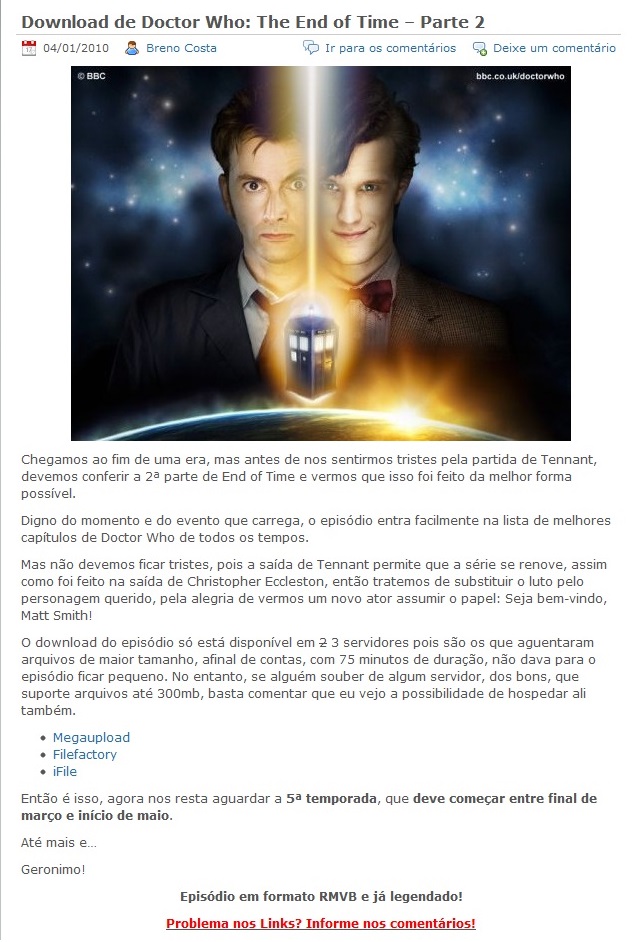 Download de Doctor Who: The End of Time – Parte 2
04/01/2010 Breno Costa Ir para os comentários Deixe um comentário
© BBC bbc.co.uk/doctorwho
Chegamos ao fim de uma era, mas antes de nos sentirmos tristes pela partida de Tennant,
devemos conferir a 2ª parte de End of Time e vermos que isso foi feito da melhor forma
possível.
Digno do momento e do evento que carrega, o episódio entra facilmente na lista de melhores
capítulos de Doctor Who de todos os tempos.
Mas não devemos ficar tristes, pois a saída de Tennant permite que a série se renove, assim
como foi feito na saída de Christopher Eccleston, então tratemos de substituir o luto pelo
personagem querido, pela alegria de vermos um novo ator assumir o papel: Seja bem-vindo,
Matt Smith!
O download do episódio só está disponível em 2 3 servidores pois são os que aguentaram
arquivos de maior tamanho, afinal de contas, com 75 minutos de duração, não dava para o
episódio ficar pequeno. No entanto, se alguém souber de algum servidor, dos bons, que
suporte arquivos até 300mb, basta comentar que eu vejo a possibilidade de hospedar ali
também.
Megaupload
Filefactory
iFile
Então é isso, agora nos resta aguardar a 5ª temporada, que deve começar entre final de
março e início de maio.
Até mais e…
Geronimo!
Episódio em formato RMVB e já legendado!
Problema nos Links? Informe nos comentários!